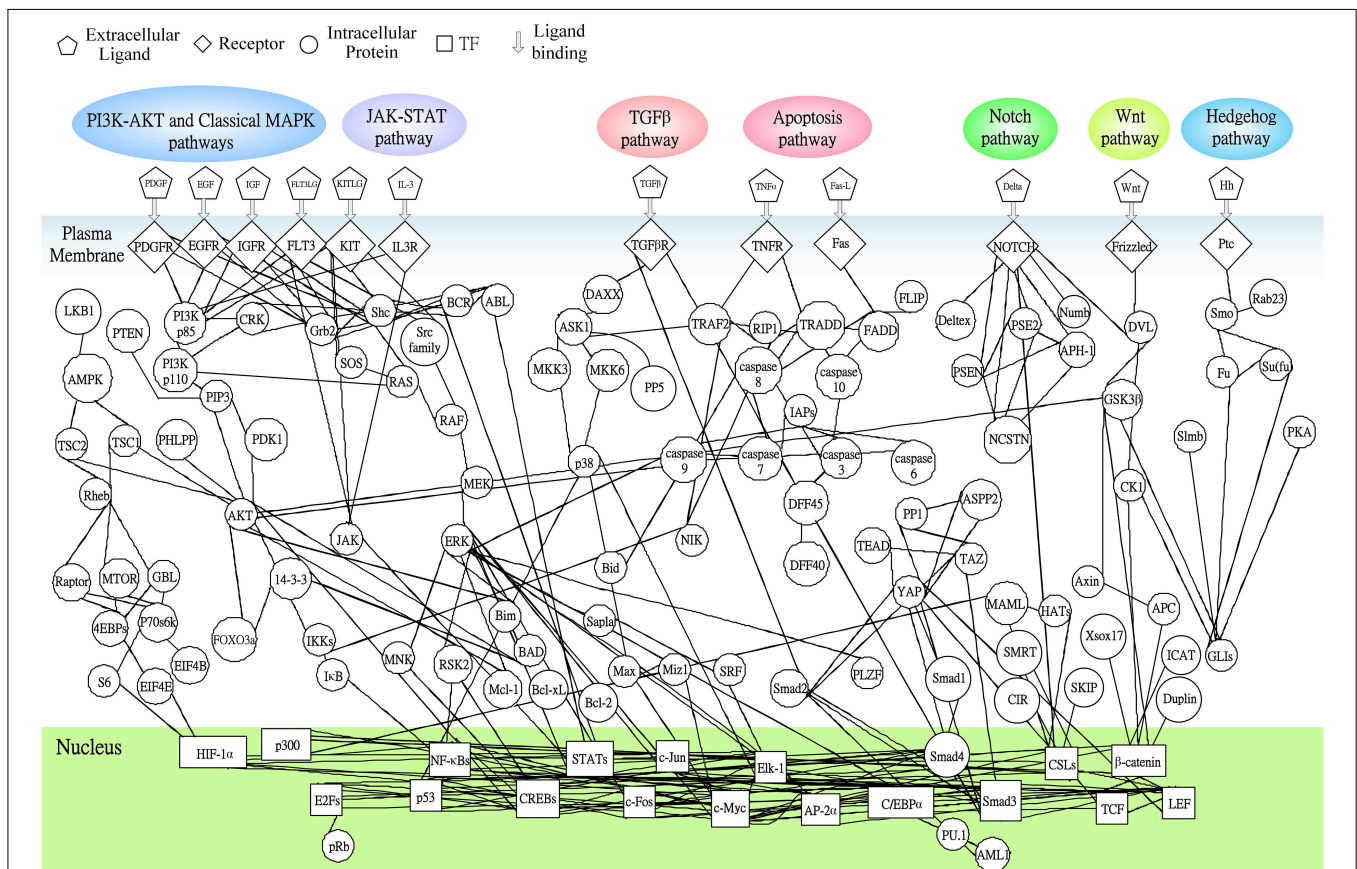 Extracellular
Ligand
Receptor
Intracellular
Protein
TF
Ligand
binding
PI3K-AKT and Classical MAPK
pathways
JAK-STAT
pathway
TGFβ
pathway
Apoptosis
pathway
Notch
pathway
Wnt
pathway
Hedgehog
pathway
PDGF
EGF
IGF
FLT3LG
KITLG
IL-3
TGFβ
TNFα
Fas-L
Delta
Wnt
Hh
Plasma
Membrane
PDGFR
EGFR
IGFR
FLT3
KIT
IL3R
TGFβR
TNFR
Fas
NOTCH
Frizzled
Ptc
LKB1
PTEN
PI3K
p85
CRK
Grb2
Shc
BCR
ABL
Src
family
DAXX
ASK1
TRAF2
RIP1
TRADD
FADD
FLIP
Deltex
PSE2
Numb
APH-1
DVL
Smo
Rab23
AMPK
PI3K
p110
PIP3
SOS
RAS
RAF
MKK3
MKK6
PP5
caspase
8
caspase
10
IAPs
PSEN
NCSTN
GSK3β
Fu
Su(fu)
TSC2
TSC1
PHLPP
PDK1
p38
caspase
9
caspase
7
caspase
3
caspase
6
Slmb
PKA
Rheb
AKT
MEK
JAK
ERK
NIK
DFF45
DFF40
PP1
ASPP2
CK1
Raptor
MTOR
GBL
14-3-3
Bid
TEAD
TAZ
YAP
MAML
HATs
Axin
APC
4EBPs
P70s6k
FOXO3a
IKKs
Bim
Sapla
EIF4B
S6
EIF4E
IκB
MNK
RSK2
BAD
Mcl-1
Bcl-xL
Bcl-2
Max
Miz1
SRF
Smad2
PLZF
Smad1
SMRT
CIR
SKIP
Xsox17
ICAT
Duplin
GLIs
Nucleus
HIF-1α
p300
NF-κBs
STATs
c-Jun
Elk-1
Smad4
CSLs
β-catenin
E2Fs
p53
CREBs
c-Fos
c-Myc
AP-2α
C/EBPα
Smad3
TCF
LEF
pRb
PU.1
AML1